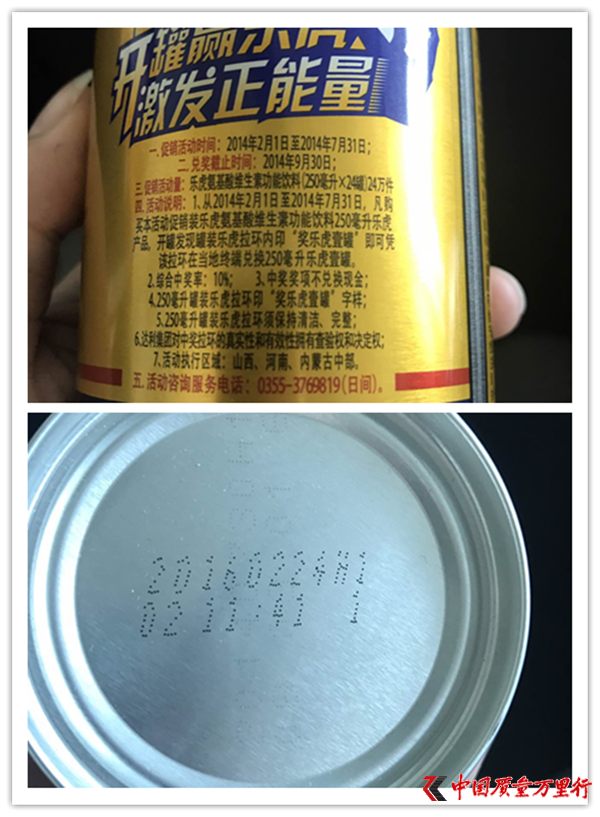 开罐赢乐虎
激发正能量
一. 促销活动时间：2014年2月1日至2014年7月31日；
二. 兑奖截止时间：2014年9月30日；
三. 促销活动量：乐虎氨基酸维生素功能饮料(250毫升×24罐)24万件
四. 活动说明：1. 从2014年2月1日至2014年7月31日，凡购
买本活动促销装乐虎氨基酸维生素功能饮料250毫升乐虎
产品。开罐发现罐装乐虎拉环内印“奖乐虎壹罐”即可凭
该拉环在当地终端兑换250毫升乐虎壹罐。
2.综合中奖率：10%； 3.中奖奖项不兑换现金；
4.250毫升罐装乐虎拉环印“奖乐虎壹罐”字样；
5.250毫升罐装乐虎拉环须保持清洁、完整；
6.达利集团对中奖拉环的真实性和有效性拥有查验权和决定权；
7.活动执行区域：山西、河南、内蒙古中部。
五. 活动咨询服务电话：0355-3769819(日间)。
20160224M1
02 11:41 1
中国质量万里行